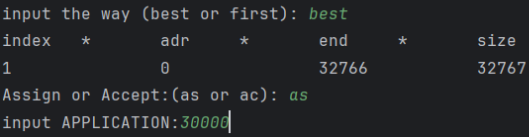 input the way (best or first): best
index * adr * end * size
1 0 32766 32767
Assign or Accept:(as or ac): as
input APPLICATION:30000